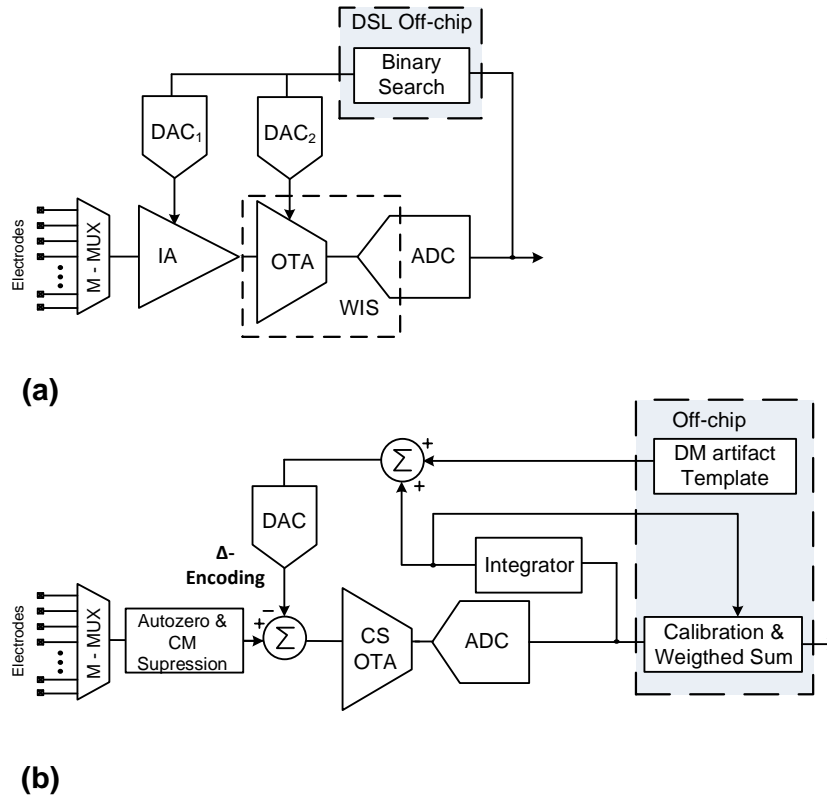 DSL Off-chip
Binary
Search
DAC1
DAC2
Electrodes
M - MUX
IA
OTA
ADC
WIS
(a)
Off-chip
DM artifact
Template
Σ
+
+
DAC
Δ-
Encoding
Integrator
Electrodes
M - MUX
Autozero &
CM
Supression
+
−
Σ
CS
OTA
ADC
Calibration &
Weigthed Sum
(b)